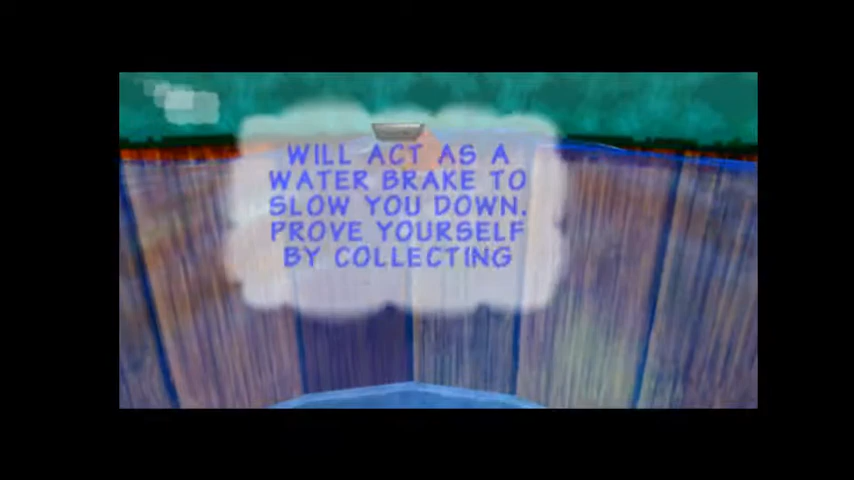 WILL ACT AS A
WATER BRAKE TO
SLOW YOU DOWN.
PROVE YOURSELF
BY COLLECTING